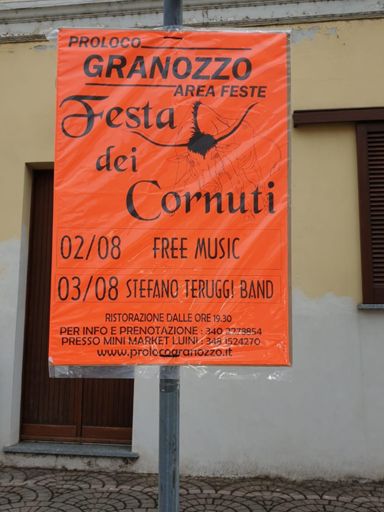 PROLOCO
GRANOZZO
AREA FESTE
Festa
dei
Cornuti
02/08 FREE MUSIC
03/08 STEFANO TERUGGI BAND
RISTORAZIONE DALLE ORE 19.30
PER INFO E PRENOTAZIONE : 340 2278854
PRESSO MINI MARKET LUINI : 348 1524270
www.prolocogranozzo.it